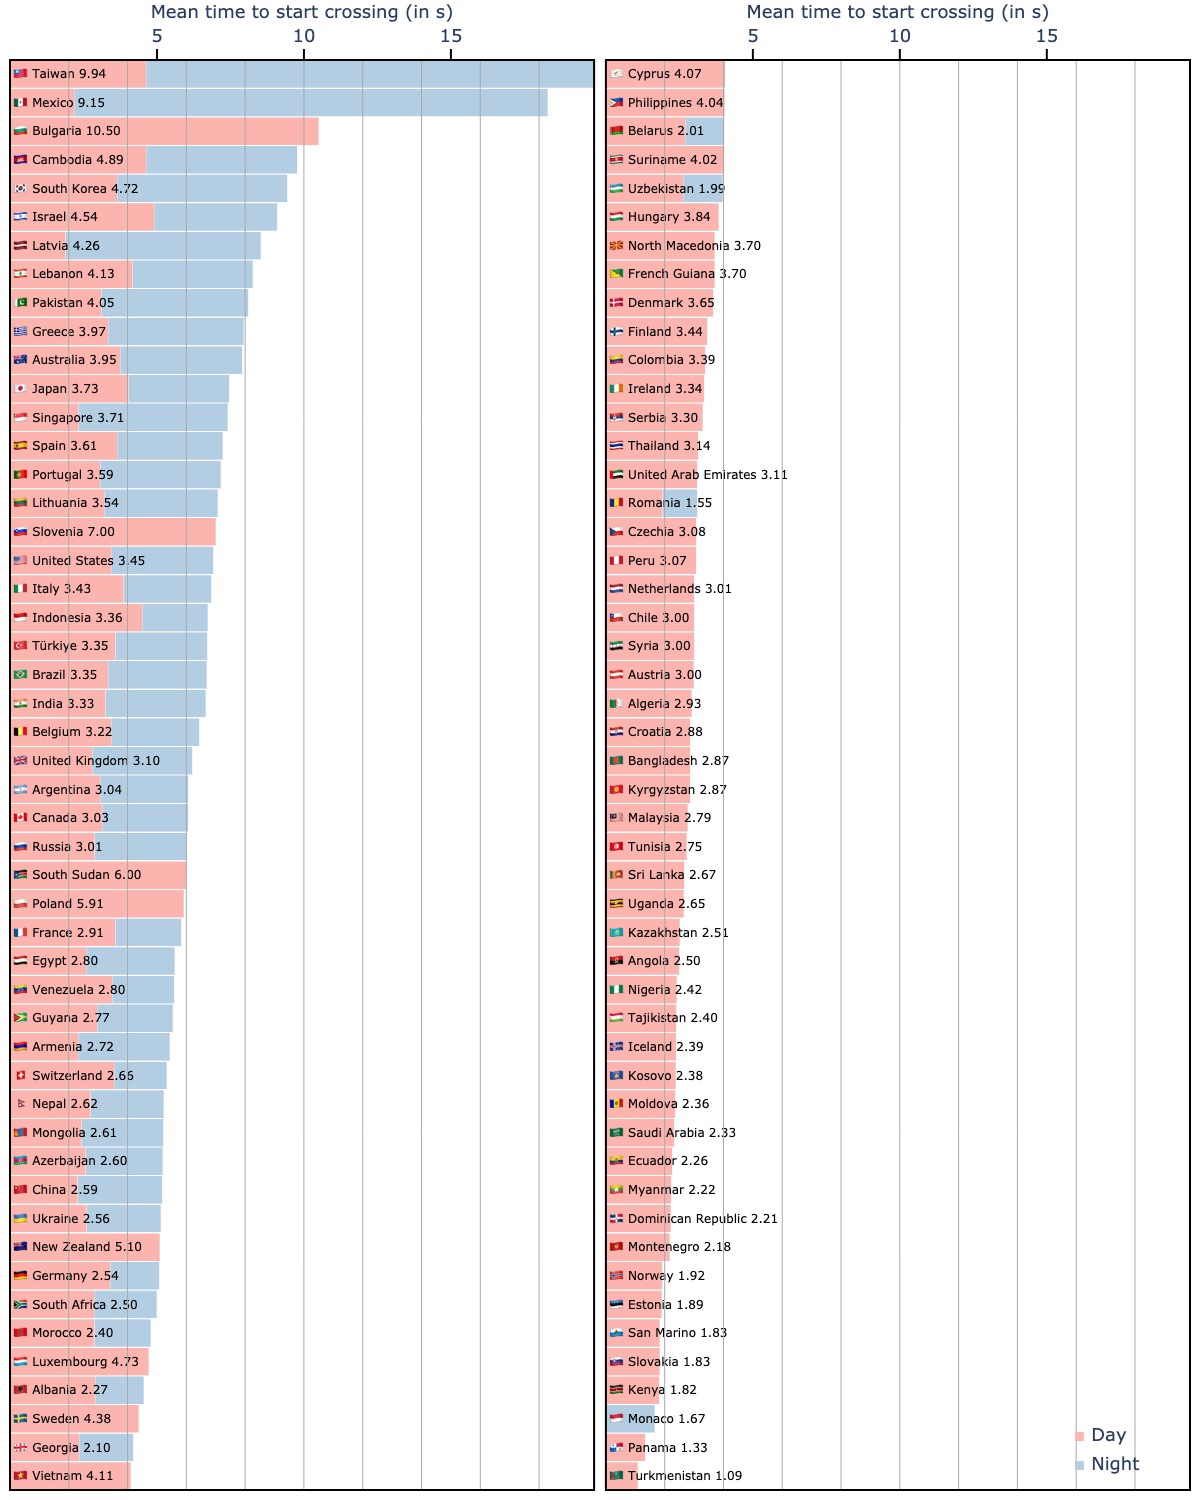 Mean time to start crossing (in s)
5 10 15
Taiwan 9.94
Mexico 9.15
Bulgaria 10.50
Cambodia 4.89
South Korea 4.72
Israel 4.54
Latvia 4.26
Lebanon 4.13
Pakistan 4.05
Greece 3.97
Australia 3.95
Japan 3.73
Singapore 3.71
Spain 3.61
Portugal 3.59
Lithuania 3.54
Slovenia 7.00
United States 3.45
Italy 3.43
Indonesia 3.36
Türkiye 3.35
Brazil 3.35
India 3.33
Belgium 3.22
United Kingdom 3.10
Argentina 3.04
Canada 3.03
Russia 3.01
South Sudan 6.00
Poland 5.91
France 2.91
Egypt 2.80
Venezuela 2.80
Guyana 2.77
Armenia 2.72
Switzerland 2.66
Nepal 2.62
Mongolia 2.61
Azerbaijan 2.60
China 2.59
Ukraine 2.56
New Zealand 5.10
Germany 2.54
South Africa 2.50
Morocco 2.40
Luxembourg 4.73
Albania 2.27
Sweden 4.38
Georgia 2.10
Vietnam 4.11
Mean time to start crossing (in s)
5 10 15
Cyprus 4.07
Philippines 4.04
Belarus 2.01
Suriname 4.02
Uzbekistan 1.99
Hungary 3.84
North Macedonia 3.70
French Guiana 3.70
Denmark 3.65
Finland 3.44
Colombia 3.39
Ireland 3.34
Serbia 3.30
Thailand 3.14
United Arab Emirates 3.11
Romania 1.55
Czechia 3.08
Peru 3.07
Netherlands 3.01
Chile 3.00
Syria 3.00
Austria 3.00
Algeria 2.93
Croatia 2.88
Bangladesh 2.87
Kyrgyzstan 2.87
Malaysia 2.79
Tunisia 2.75
Sri Lanka 2.67
Uganda 2.65
Kazakhstan 2.51
Angola 2.50
Nigeria 2.42
Tajikistan 2.40
Iceland 2.39
Kosovo 2.38
Moldova 2.36
Saudi Arabia 2.33
Ecuador 2.26
Myanmar 2.22
Dominican Republic 2.21
Montenegro 2.18
Norway 1.92
Estonia 1.89
San Marino 1.83
Slovakia 1.83
Kenya 1.82
Monaco 1.67
Panama 1.33
Turkmenistan 1.09
Day
Night